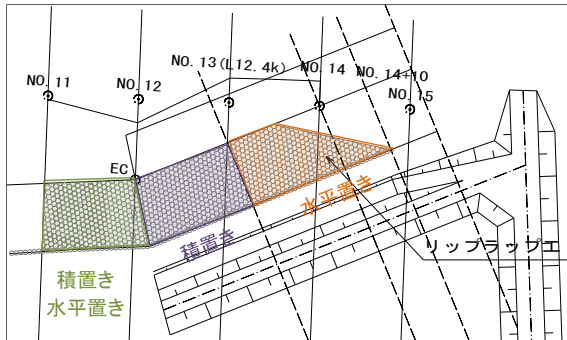 NO.11
NO.12
NO.13(L12.4k)
NO.14
NO.14+10
NO.15
EC
積置き
水平置き
積置き
水平置き
リップラップ工